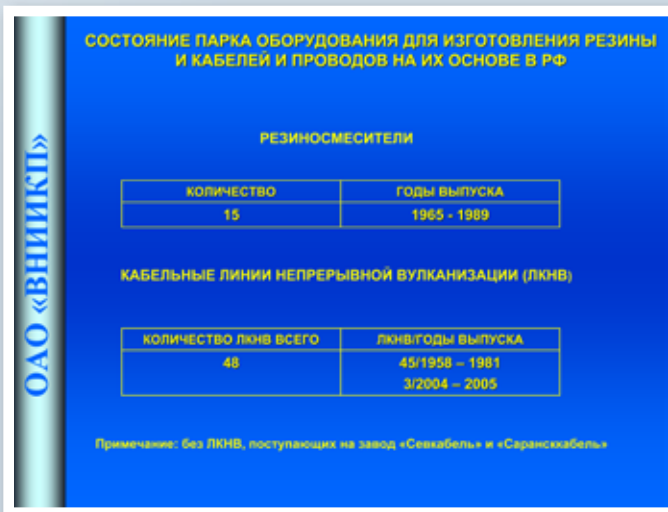 СОСТОЯНИЕ ПАРКА ОБОРУДОВАНИЯ ДЛЯ ИЗГОТОВЛЕНИЯ РЕЗИНЫ
И КАБЕЛЕЙ И ПРОВОДОВ НА ИХ ОСНОВЕ В РФ
ОАО «ВНИИКП»
РЕЗИНОСМЕСИТЕЛИ
КОЛИЧЕСТВО ГОДЫ ВЫПУСКА
15 1965 - 1989
КАБЕЛЬНЫЕ ЛИНИИ НЕПРЕРЫВНОЙ ВУЛКАНИЗАЦИИ (ЛКНВ)
КОЛИЧЕСТВО ЛКНВ ВСЕГО ЛКНВ/ГОДЫ ВЫПУСКА
48 45/1958 – 1981
3/2004 – 2005
Примечание: без ЛКНВ, поступающих на завод «Севкабель» и «Сарансккабель»